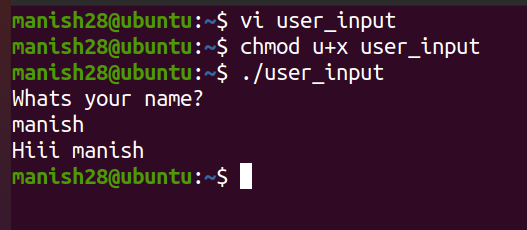 manish28@ubuntu:~$ vi user_input
manish28@ubuntu:~$ chmod u+x user_input
manish28@ubuntu:~$ ./user_input
Whats your name?
manish
Hiii manish
manish28@ubuntu:~$